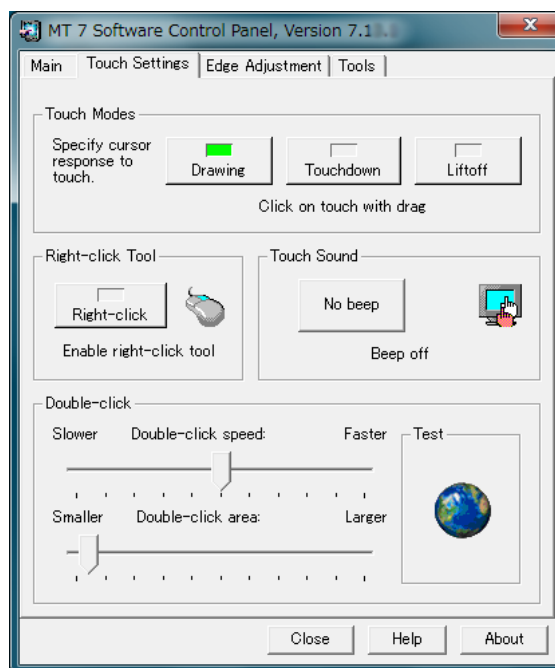 MT 7 Software Control Panel, Version 7.1
Main Touch Settings Edge Adjustment Tools
Touch Modes
Specify cursor
response to
touch.
Drawing Touchdown Liftoff
Click on touch with drag
Right-click Tool Touch Sound
Right-click No beep
Enable right-click tool Beep off
Double-click
Slower Double-click speed: Faster Test
Smaller Double-click area: Larger
Close Help About